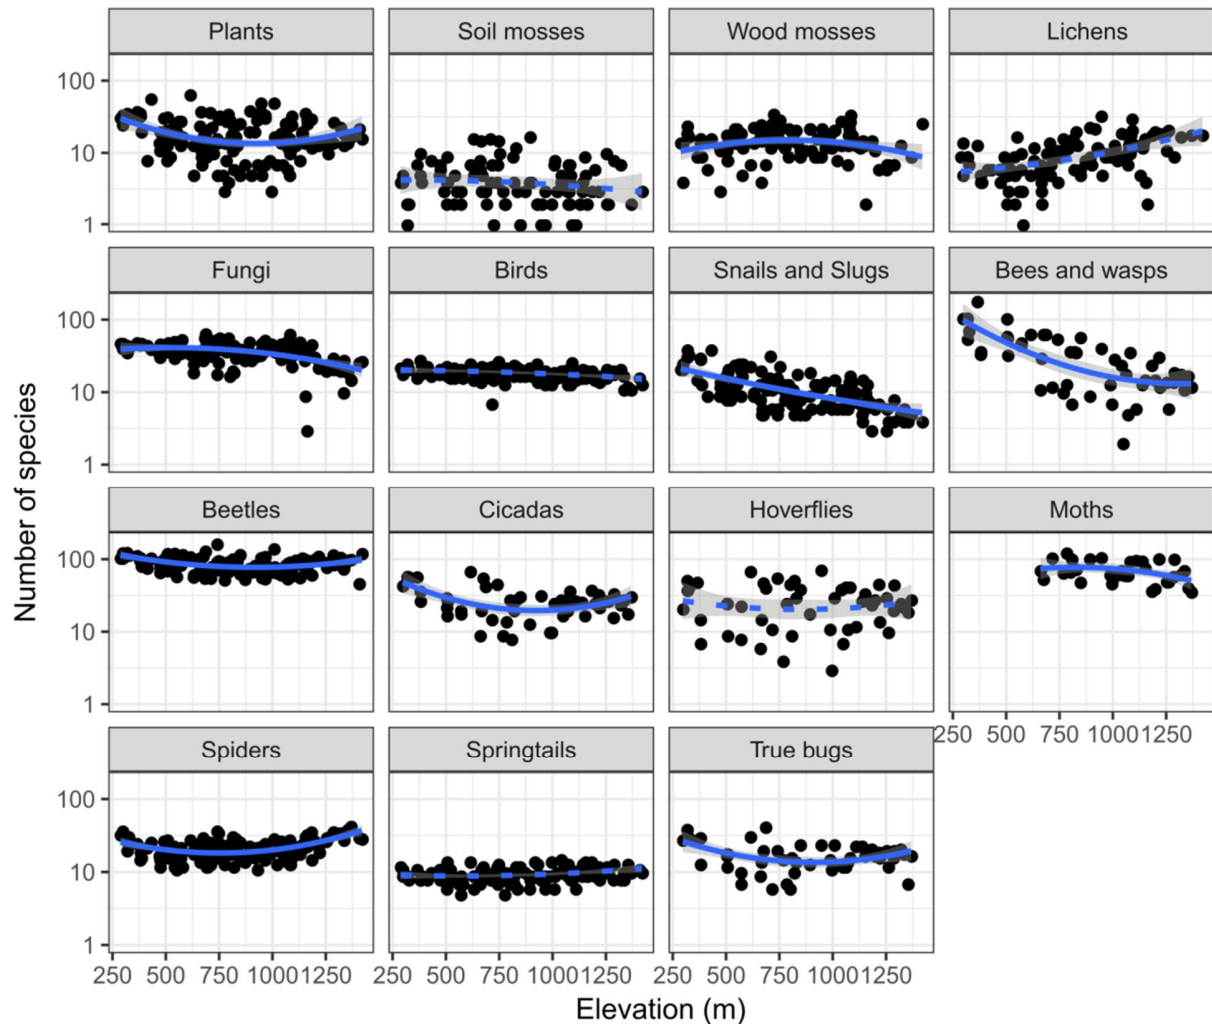 Plants Soil mosses Wood mosses Lichens
100
10
1
Fungi Birds Snails and Slugs Bees and wasps
100
10
1
Number of species
Beetles Cicadas Hoverflies Moths
100
10
1
250 500 750 1000 1250
Spiders Springtails True bugs
100
10
1
250 500 750 1000 1250 250 500 750 1000 1250 250 500 750 1000 1250
Elevation (m)